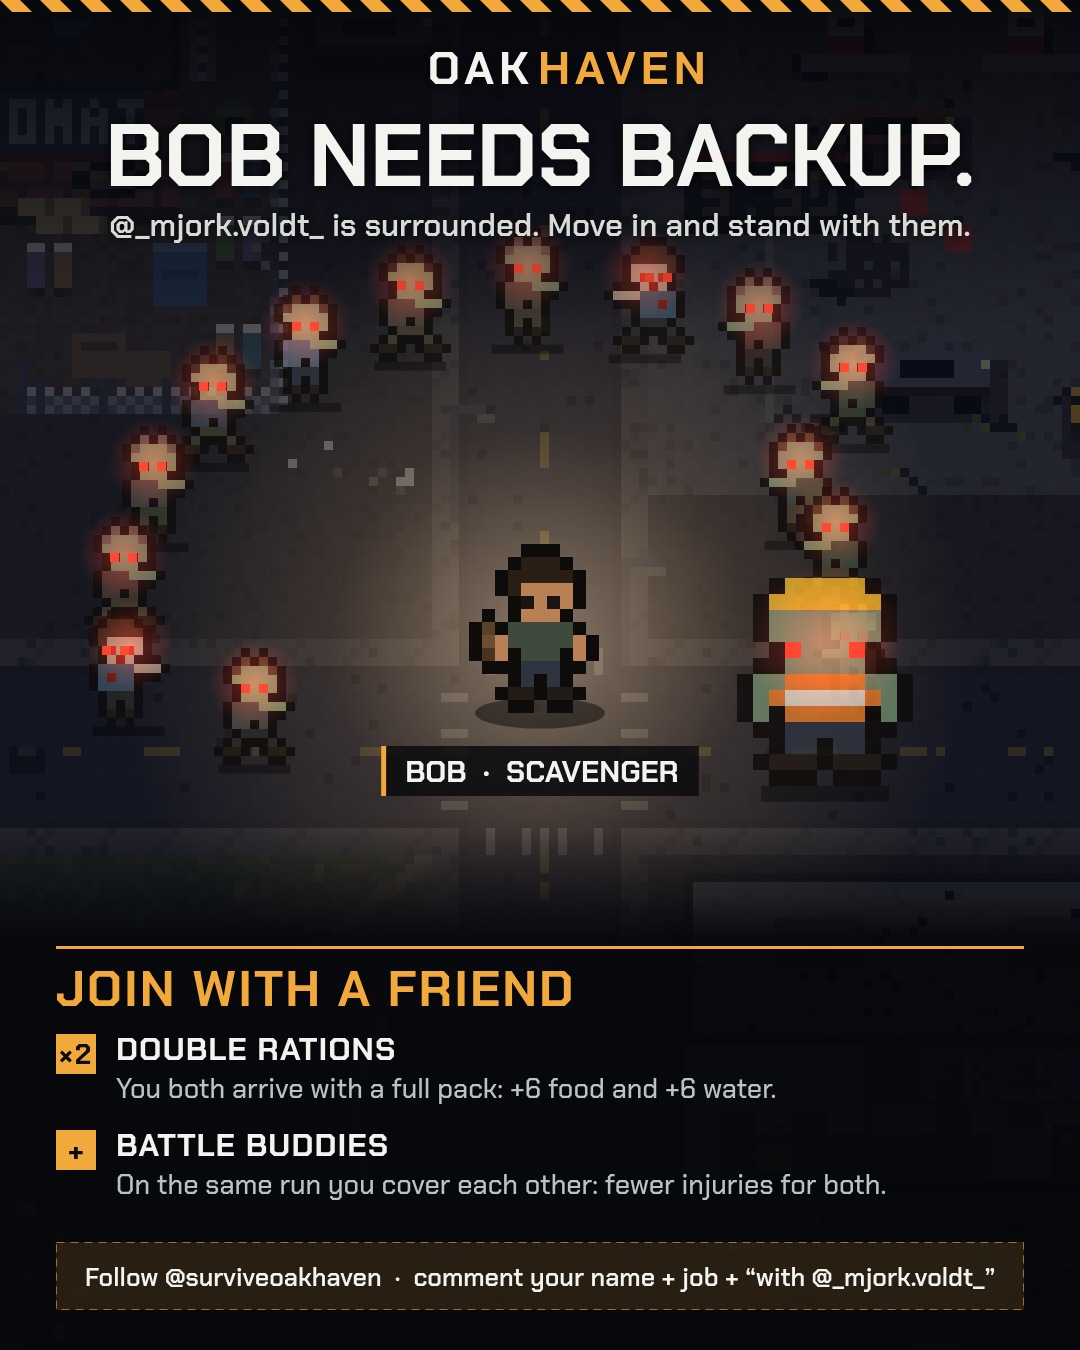 OAKHAVEN
BOB NEEDS BACKUP.
@_mjork.voldt_ is surrounded. Move in and stand with them.
BOB · SCAVENGER
JOIN WITH A FRIEND
×2 DOUBLE RATIONS
You both arrive with a full pack: +6 food and +6 water.
+ BATTLE BUDDIES
On the same run you cover each other: fewer injuries for both.
Follow @surviveoakhaven · comment your name + job + “with @_mjork.voldt_”